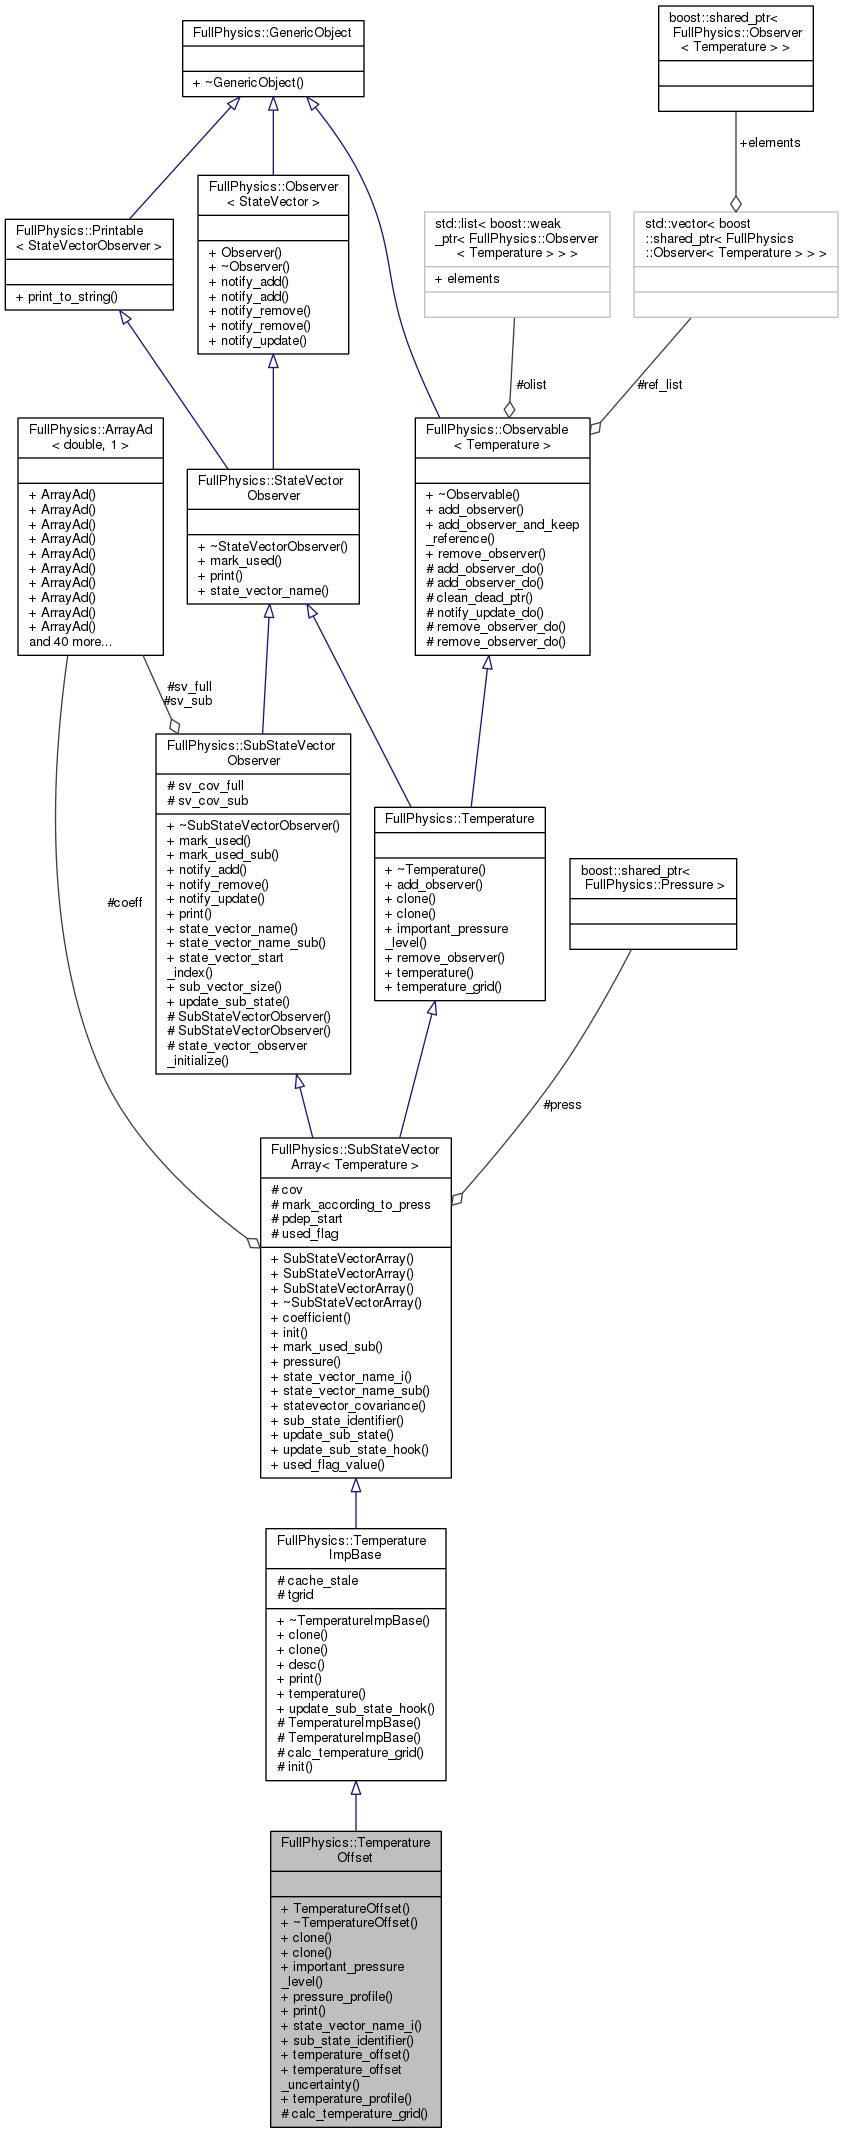 FullPhysics::GenericObject
+ ~GenericObject()
boost::shared_ptr<
FullPhysics::Observer
< Temperature > >
+elements
FullPhysics::Printable
< StateVectorObserver >
+ print_to_string()
FullPhysics::Observer
< StateVector >
+ Observer()
+ ~Observer()
+ notify_add()
+ notify_add()
+ notify_remove()
+ notify_remove()
+ notify_update()
std::list< boost::weak
_ptr< FullPhysics::Observer
< Temperature > > >
+ elements
std::vector< boost
::shared_ptr< FullPhysics
::Observer< Temperature > > >
#olist
#ref_list
FullPhysics::ArrayAd
< double, 1 >
+ ArrayAd()
+ ArrayAd()
+ ArrayAd()
+ ArrayAd()
+ ArrayAd()
+ ArrayAd()
+ ArrayAd()
+ ArrayAd()
+ ArrayAd()
+ ArrayAd()
and 40 more...
FullPhysics::StateVector
Observer
+ ~StateVectorObserver()
+ mark_used()
+ print()
+ state_vector_name()
FullPhysics::Observable
< Temperature >
+ ~Observable()
+ add_observer()
+ add_observer_and_keep
_reference()
+ remove_observer()
# add_observer_do()
# add_observer_do()
# clean_dead_ptr()
# notify_update_do()
# remove_observer_do()
# remove_observer_do()
#sv_full
#sv_sub
FullPhysics::SubStateVector
Observer
# sv_cov_full
# sv_cov_sub
+ ~SubStateVectorObserver()
+ mark_used()
+ mark_used_sub()
+ notify_add()
+ notify_remove()
+ notify_update()
+ print()
+ state_vector_name()
+ state_vector_name_sub()
+ state_vector_start
_index()
+ sub_vector_size()
+ update_sub_state()
# SubStateVectorObserver()
# SubStateVectorObserver()
# state_vector_observer
_initialize()
FullPhysics::Temperature
+ ~Temperature()
+ add_observer()
+ clone()
+ clone()
+ important_pressure
_level()
+ remove_observer()
+ temperature()
+ temperature_grid()
boost::shared_ptr<
FullPhysics::Pressure >
#coeff
#press
FullPhysics::SubStateVector
Array< Temperature >
# cov
# mark_according_to_press
# pdep_start
# used_flag
+ SubStateVectorArray()
+ SubStateVectorArray()
+ SubStateVectorArray()
+ ~SubStateVectorArray()
+ coefficient()
+ init()
+ mark_used_sub()
+ pressure()
+ state_vector_name_i()
+ state_vector_name_sub()
+ statevector_covariance()
+ sub_state_identifier()
+ update_sub_state()
+ update_sub_state_hook()
+ used_flag_value()
FullPhysics::Temperature
ImpBase
# cache_stale
# tgrid
+ ~TemperatureImpBase()
+ clone()
+ clone()
+ desc()
+ print()
+ temperature()
+ update_sub_state_hook()
# TemperatureImpBase()
# TemperatureImpBase()
# calc_temperature_grid()
# init()
FullPhysics::Temperature
Offset
+ TemperatureOffset()
+ ~TemperatureOffset()
+ clone()
+ clone()
+ important_pressure
_level()
+ pressure_profile()
+ print()
+ state_vector_name_i()
+ sub_state_identifier()
+ temperature_offset()
+ temperature_offset
_uncertainty()
+ temperature_profile()
# calc_temperature_grid()